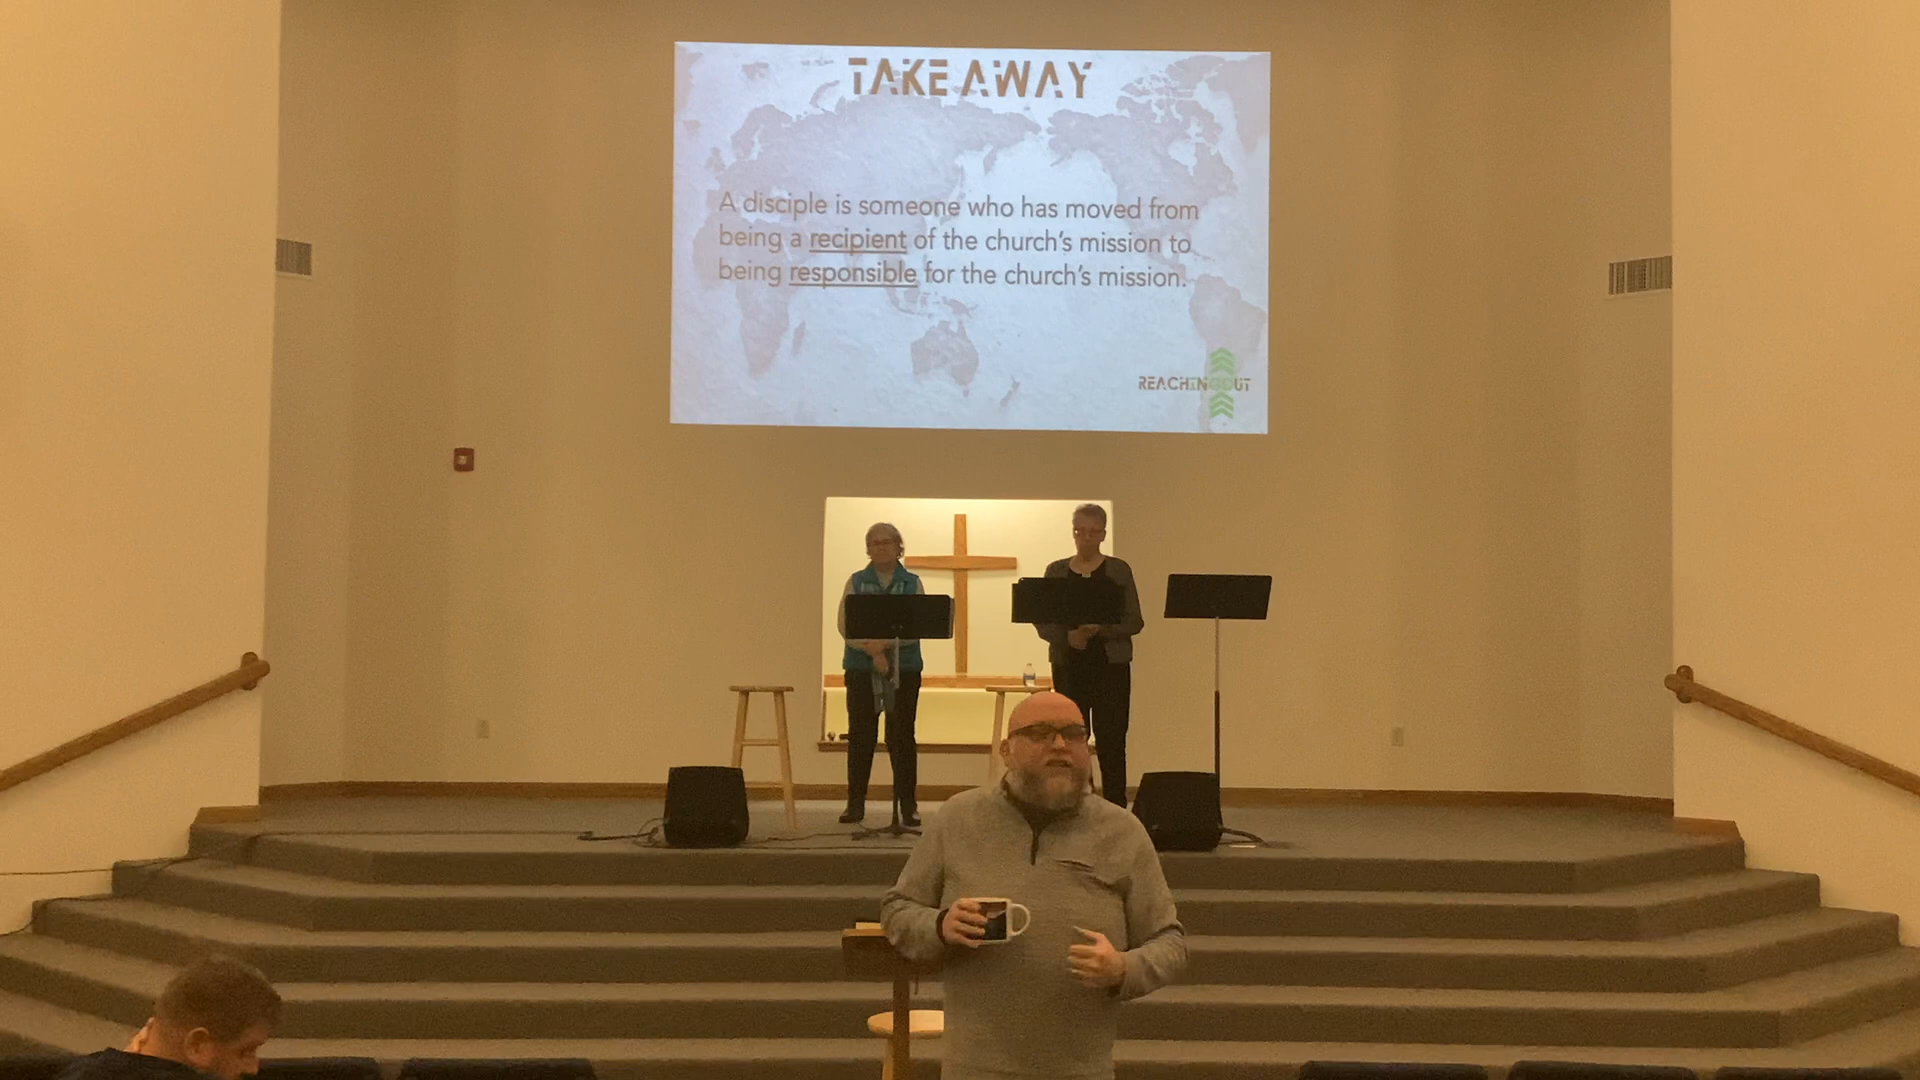 TAKE AWAY
A disciple is someone who has moved from
being a recipient of the church's mission to
being responsible for the church's mission.
REACHINGOUT